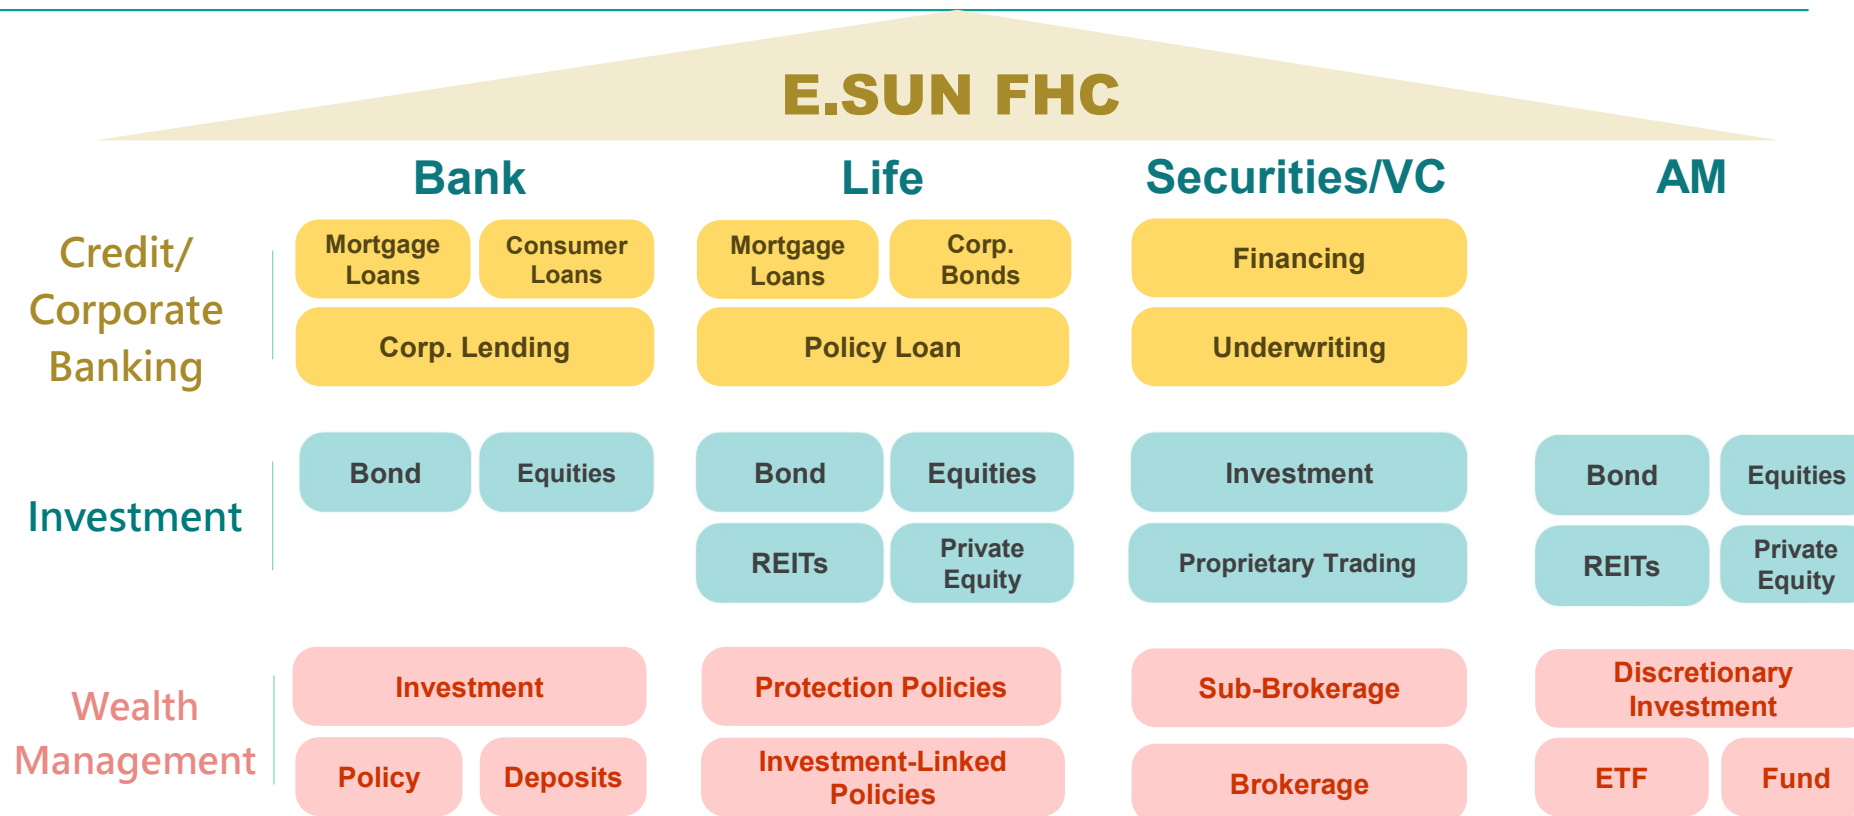 E.SUN FHC
Bank
Life
Securities/VC
AM
Credit/
Corporate
Banking
Mortgage
Loans
Consumer
Loans
Mortgage
Loans
Corp.
Bonds
Financing
Corp. Lending
Policy Loan
Underwriting
Investment
Bond
Equities
Bond
Equities
Investment
Bond
Equities
REITs
Private
Equity
Proprietary Trading
REITs
Private
Equity
Wealth
Management
Investment
Protection Policies
Sub-Brokerage
Discretionary
Investment
Policy
Deposits
Investment-Linked
Policies
Brokerage
ETF
Fund